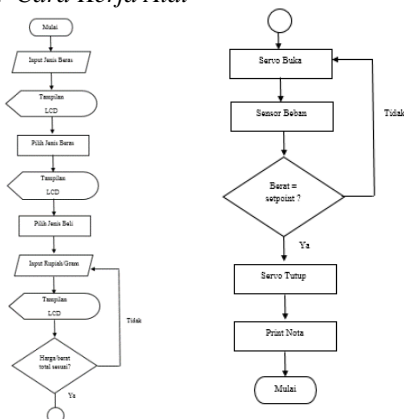 Cara Kerja Alat
Mulai
Input Jenis Beras
Tampilan
LCD
Pilih Jenis Beras
Tampilan
LCD
Pilih Jenis Beli
Input Rupiah/Gram
Tampilan
LCD
Tidak
Harga/berat
total sesuai?
Ya
Servo Buka
Sensor Beban
Tidak
Berat =
setpoint ?
Ya
Servo Tutup
Print Nota
Mulai